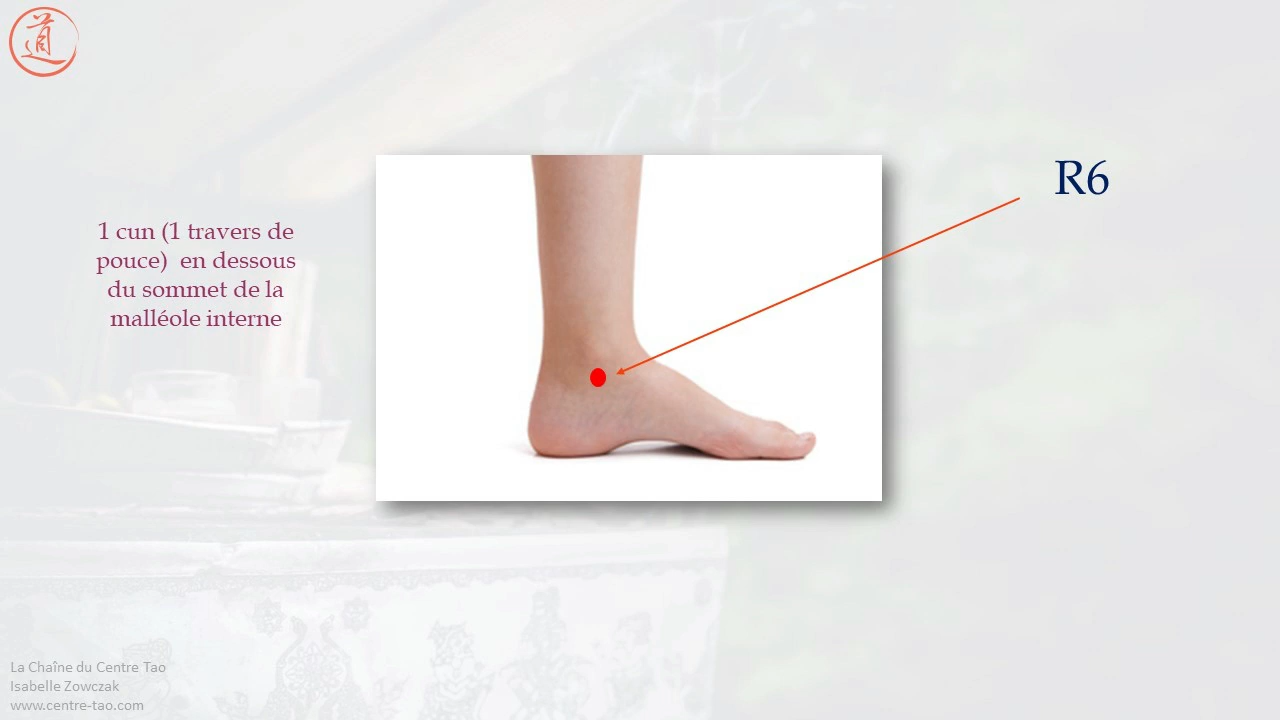 道
R6
1 cun (1 travers de
pouce)  en dessous
du sommet de la
malléole interne
La Chaîne du Centre Tao
Isabelle Zowczak
www.centre-tao.com